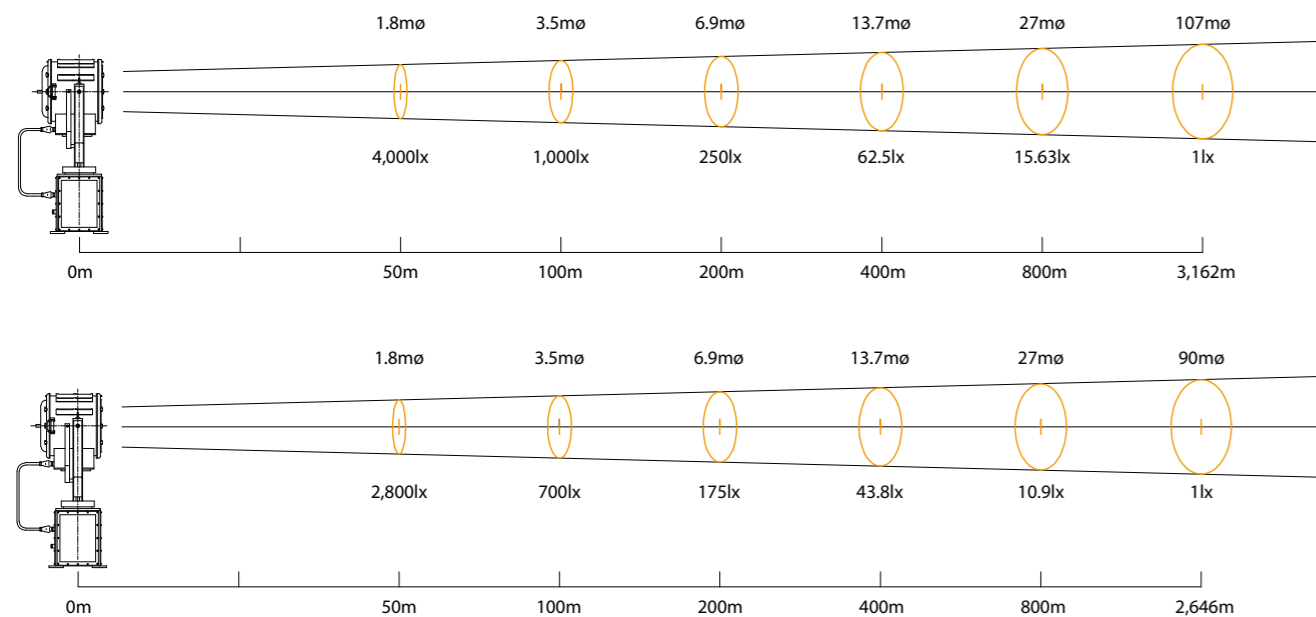 1.8mø 3.5mø 6.9mø 13.7mø 27mø 107mø
4,000lx 1,000lx 250lx 62.5lx 15.63lx 1lx
0m 50m 100m 200m 400m 800m 3,162m
1.8mø 3.5mø 6.9mø 13.7mø 27mø 90mø
2,800lx 700lx 175lx 43.8lx 10.9lx 1lx
0m 50m 100m 200m 400m 800m 2,646m